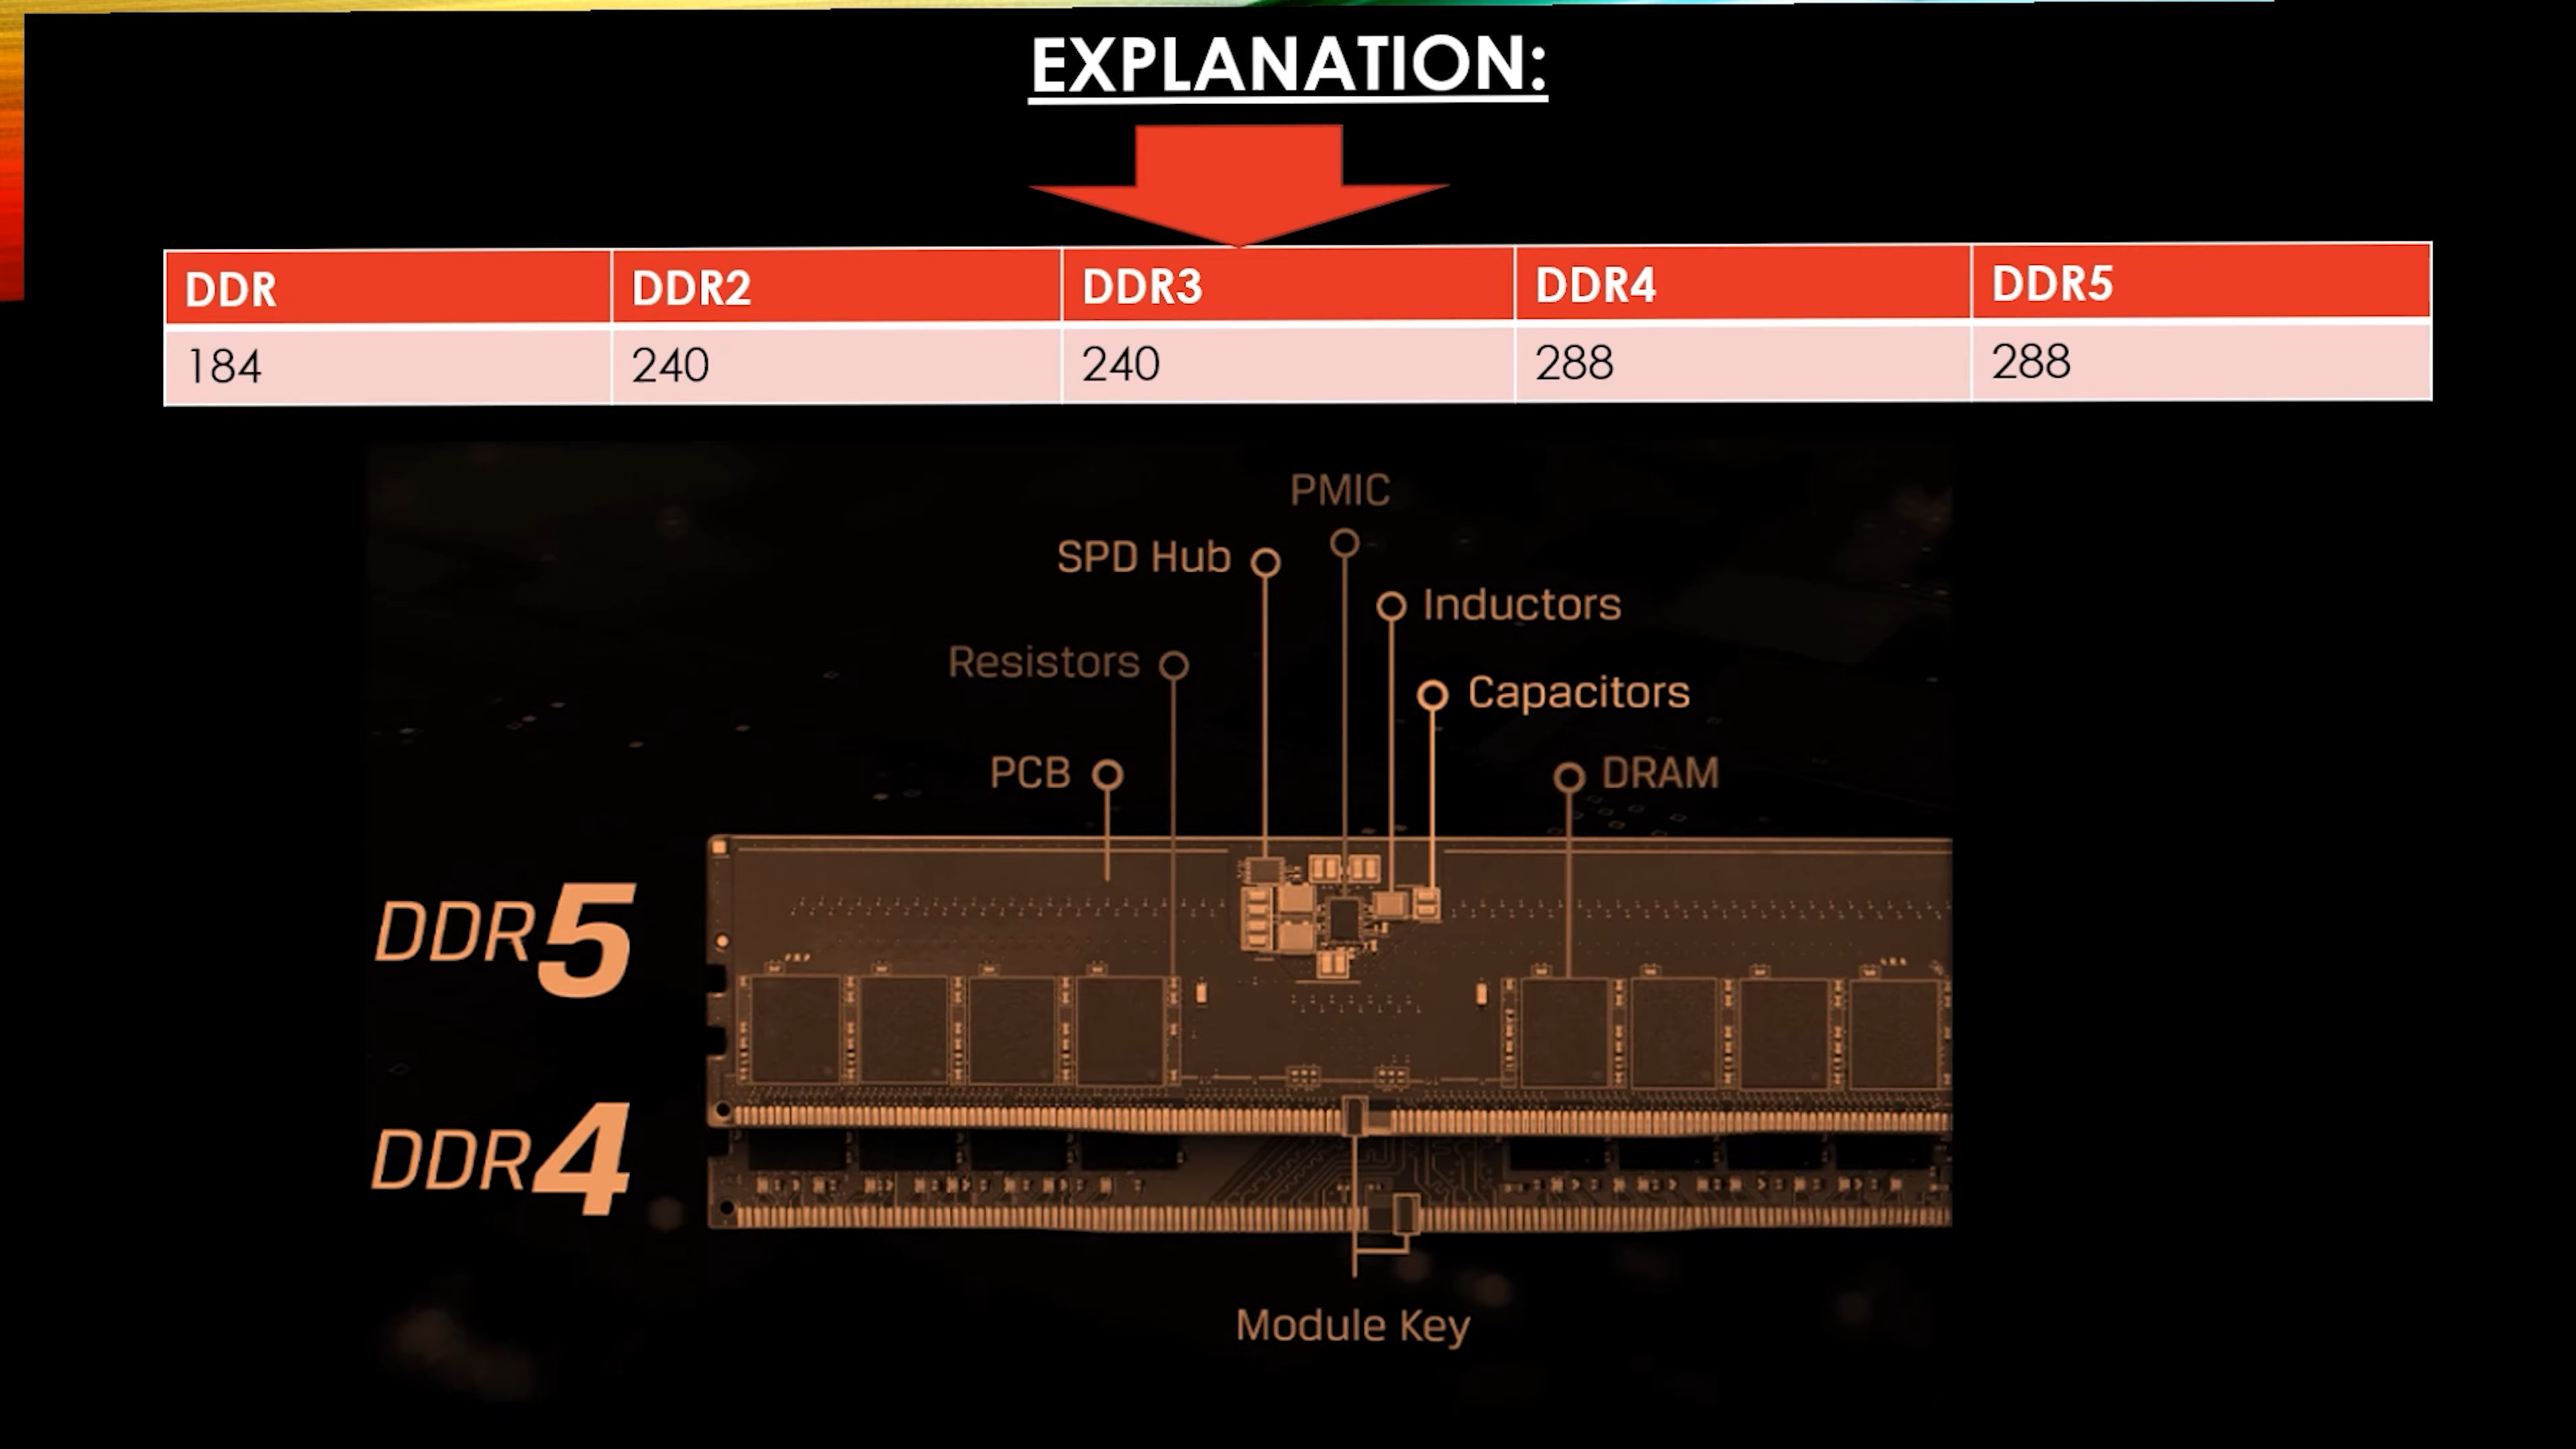 EXPLANATION:
DDR DDR2 DDR3 DDR4 DDR5
184 240 240 288 288
PMIC
SPD Hub
Inductors
Resistors
Capacitors
PCB
DRAM
DDR5
DDR4
Module Key